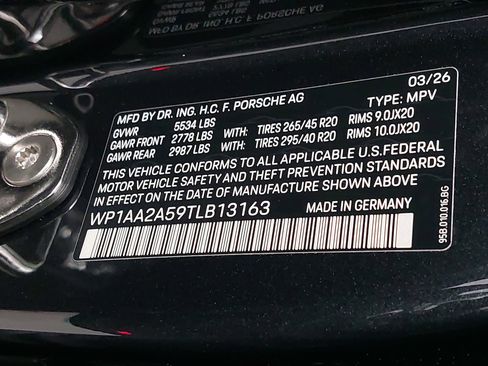 03/26
MFD BY DR. ING. H.C. F. PORSCHE AG
TYPE: MPV
GVWR 5534 LBS
GAWR FRONT 2778 LBS WITH: TIRES 265/45 R20 RIMS 9.0JX20
GAWR REAR 2987 LBS WITH: TIRES 295/40 R20 RIMS 10.0JX20
THIS VEHICLE CONFORMS TO ALL APPLICABLE U.S.FEDERAL
MOTOR VEHICLE SAFETY AND THEFT PREVENTION STANDARDS
IN EFFECT ON THE DATE OF MANUFACTURE SHOWN ABOVE
WP1AA2A59TLB13163 MADE IN GERMANY
95B.010.016.BG